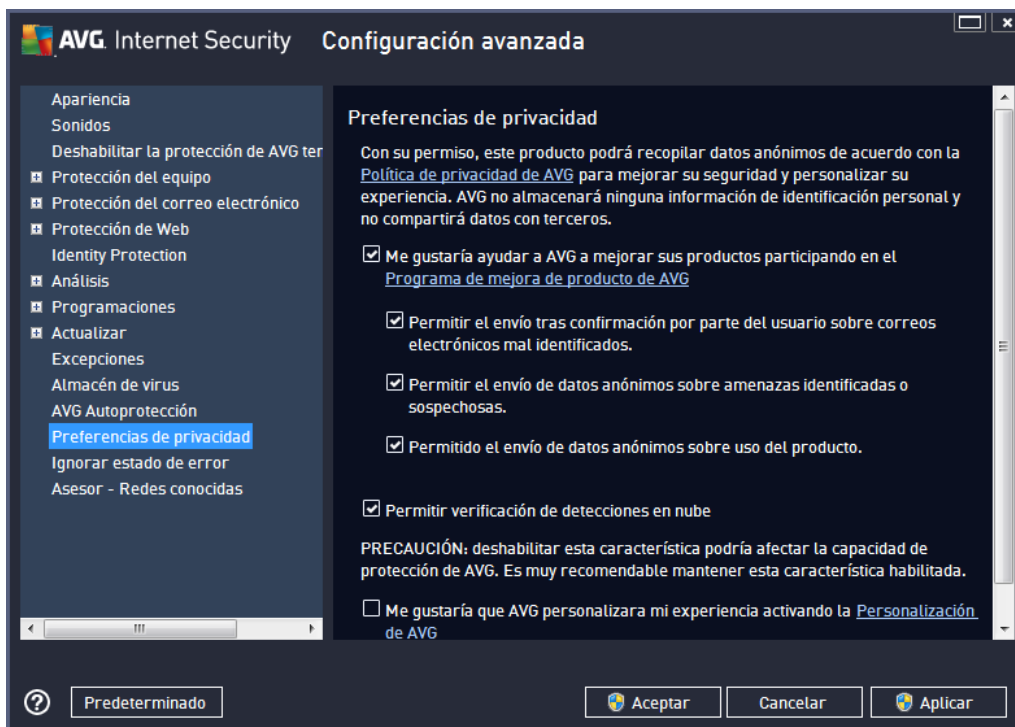 AVG. Internet Security Configuración avanzada
Apariencia
Sonidos
Deshabilitar la protección de AVG ter
Protección del equipo
Protección del correo electrónico
Protección de Web
Identity Protection
Análisis
Programaciones
Actualizar
Excepciones
Almacén de virus
AVG Autoprotección
Preferencias de privacidad
Ignorar estado de error
Asesor - Redes conocidas
Preferencias de privacidad
Con su permiso, este producto podrá recopilar datos anónimos de acuerdo con la
Política de privacidad de AVG para mejorar su seguridad y personalizar su
experiencia. AVG no almacenará ninguna información de identificación personal y
no compartirá datos con terceros.
Me gustaría ayudar a AVG a mejorar sus productos participando en el
Programa de mejora de producto de AVG
Permitir el envío tras confirmación por parte del usuario sobre correos
electrónicos mal identificados.
Permitir el envío de datos anónimos sobre amenazas identificadas o
sospechosas.
Permitido el envío de datos anónimos sobre uso del producto.
Permitir verificación de detecciones en nube
PRECAUCIÓN: deshabilitar esta característica podría afectar la capacidad de
protección de AVG. Es muy recomendable mantener esta característica habilitada.
Me gustaría que AVG personalizara mi experiencia activando la Personalización
de AVG
Predeterminado
Aceptar
Cancelar
Aplicar